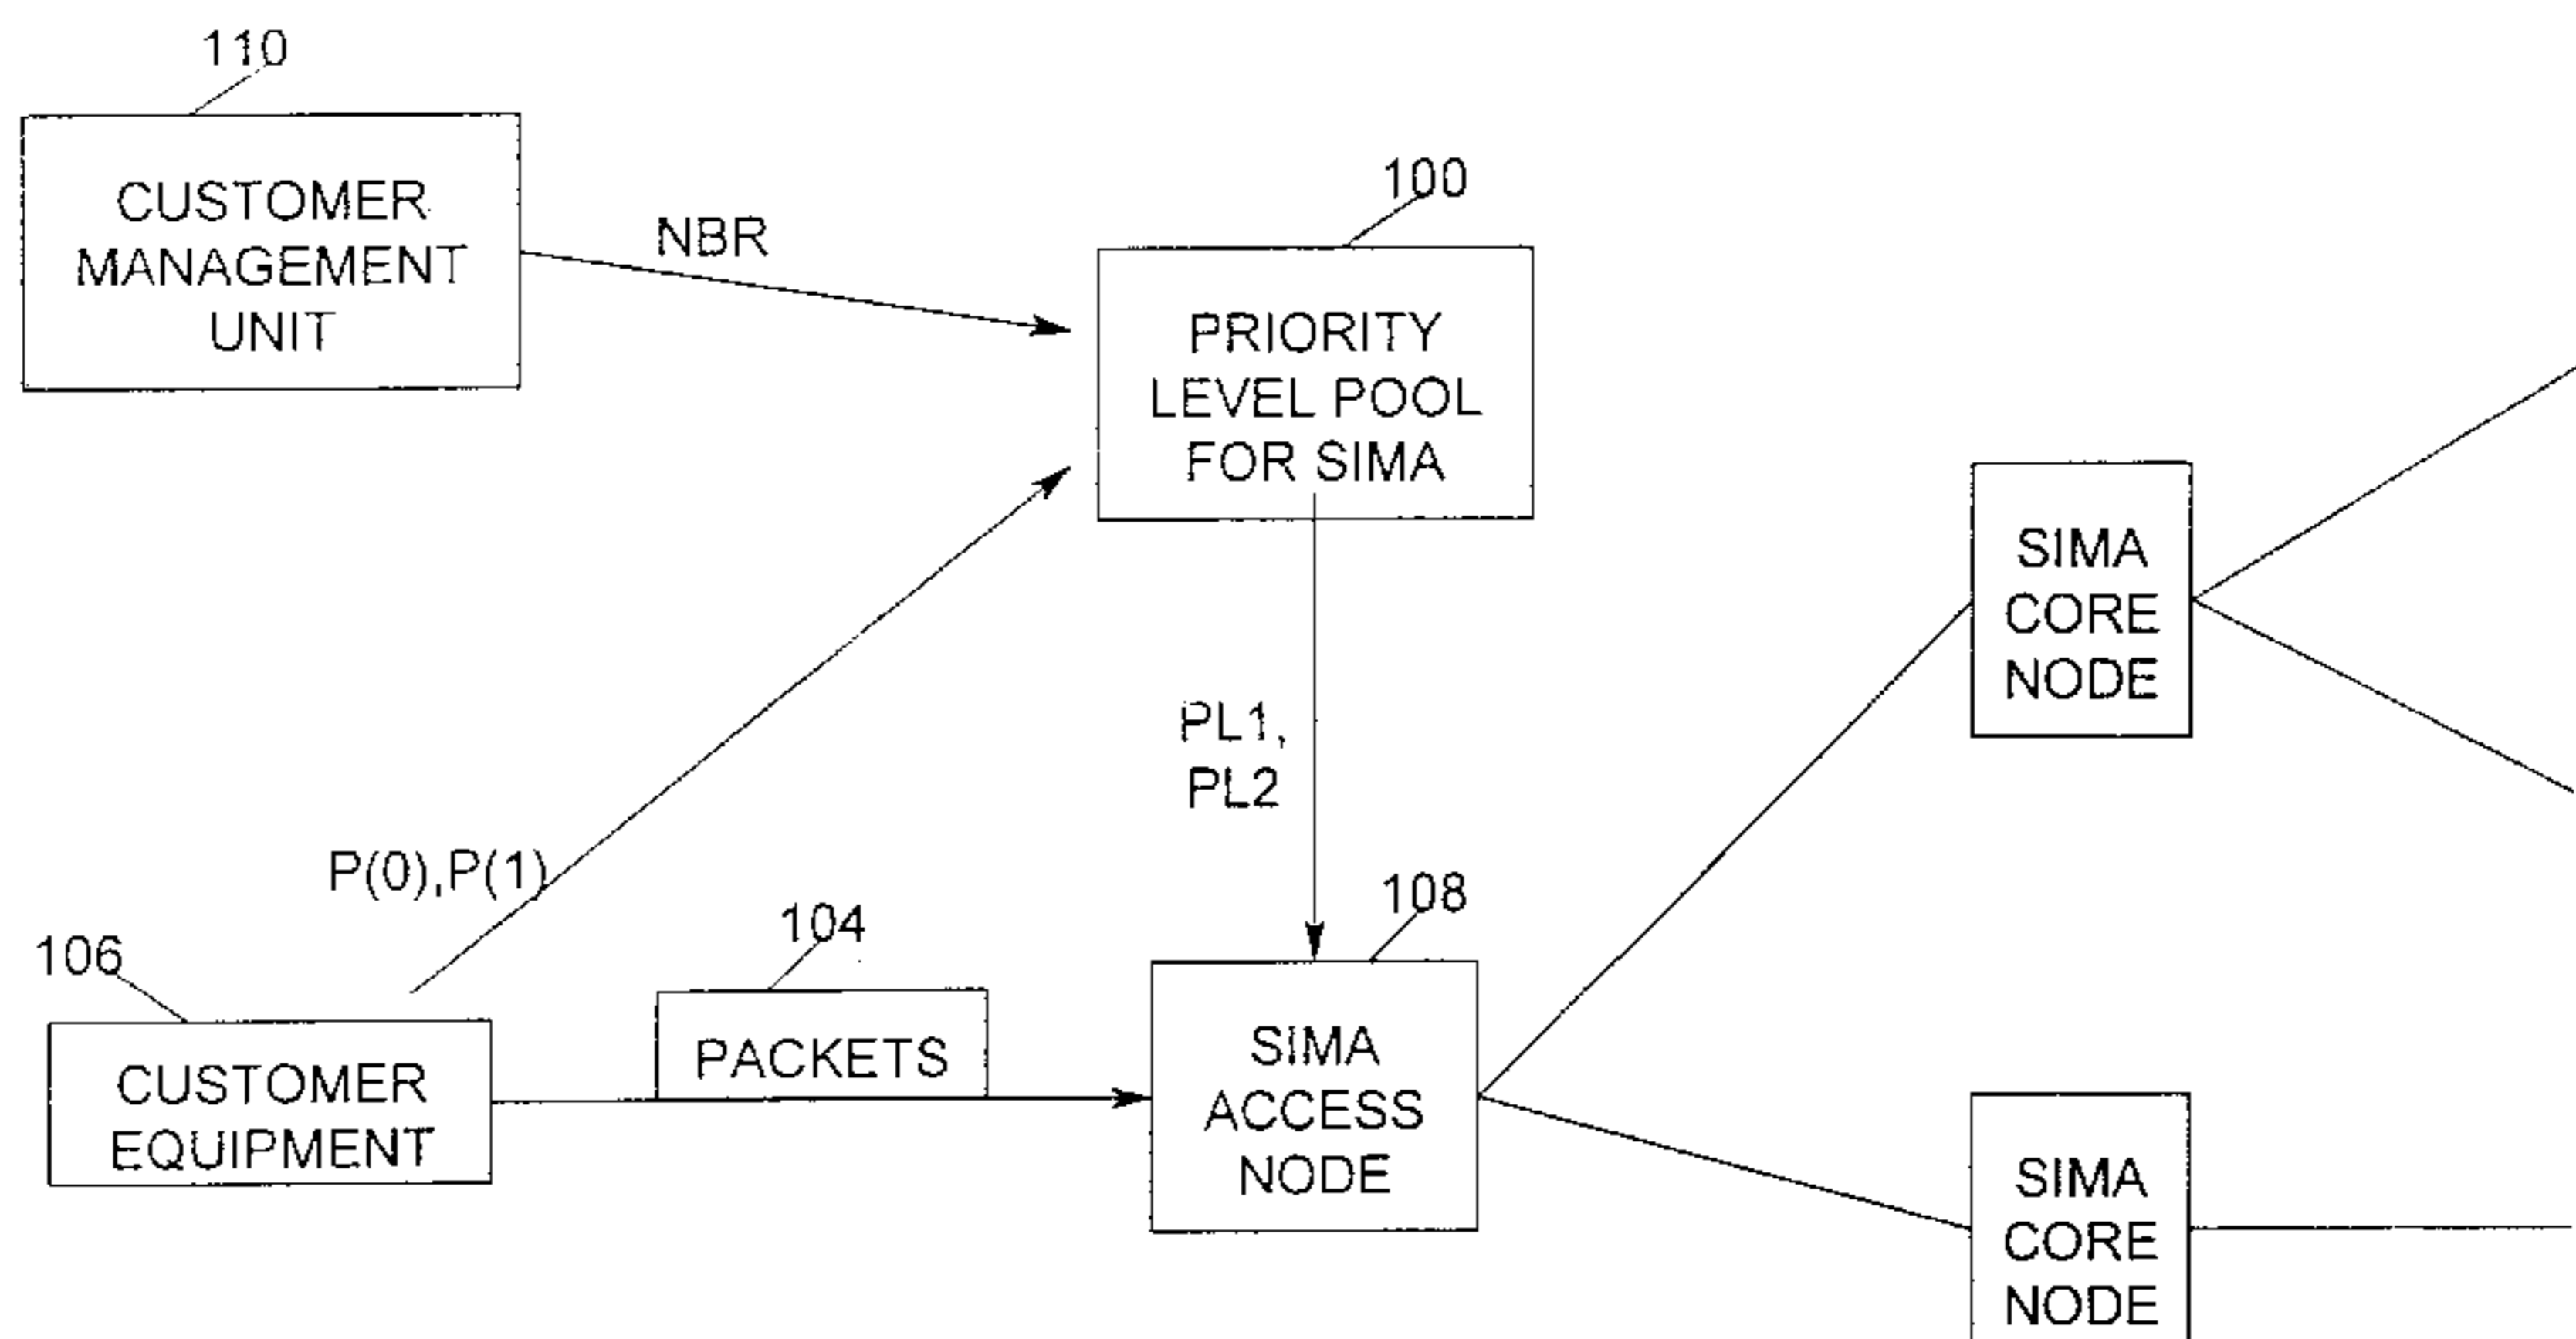 110
CUSTOMER
MANAGEMENT
UNIT
NBR
100
PRIORITY
LEVEL POOL
FOR SIMA
SIMA
CORE
NODE
PL1,
PL2
P(0),P(1)
106
CUSTOMER
EQUIPMENT
104
PACKETS
108
SIMA
ACCESS
NODE
SIMA
CORE
NODE